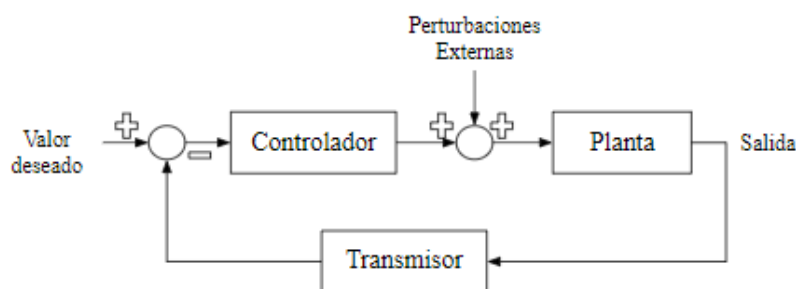 Perturbaciones
Externas
Valor
deseado
Controlador
Planta
Salida
Transmisor